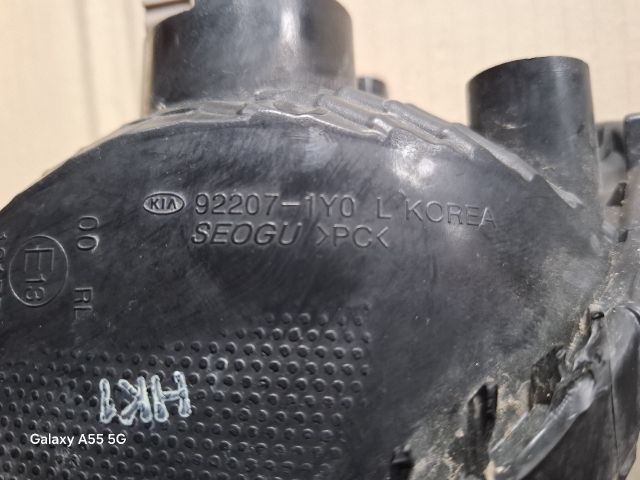 KIA 92207-1Y0 L KOREA
SEOGU >PC<
00 RL
E13
HK1
Galaxy A55 5G